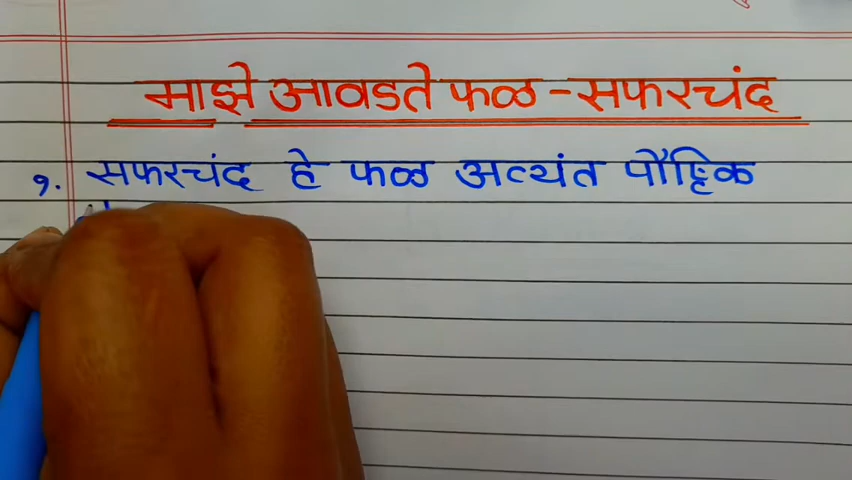 माझे आवडते फळ - सफरचंद
१. सफरचंद हे फळ अत्यंत पौष्टिक